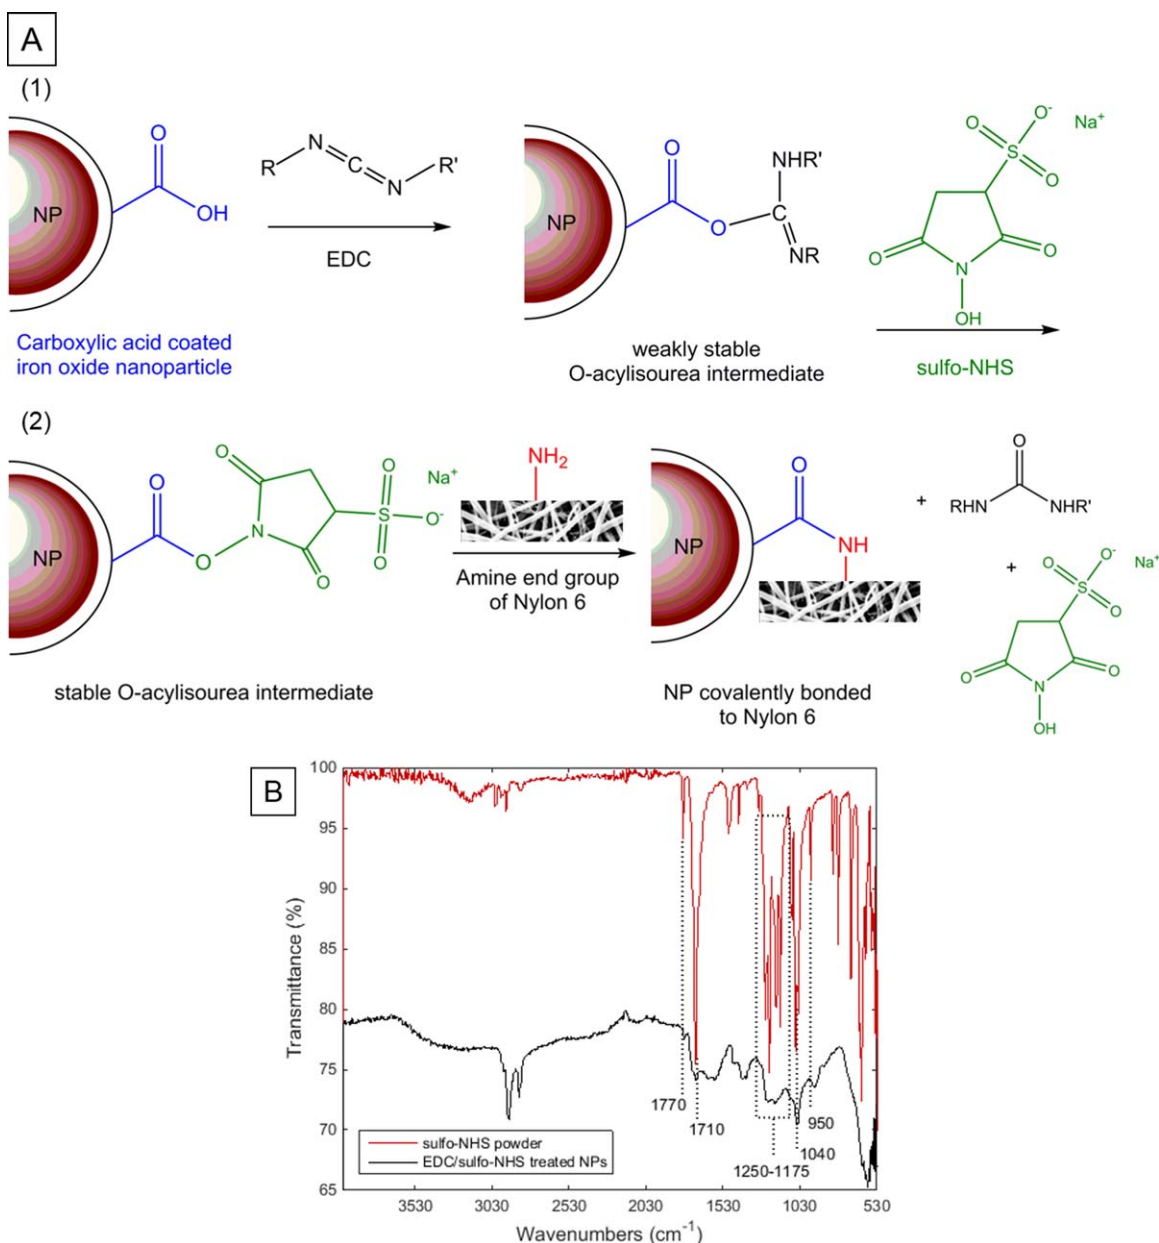 A
(1)
NP
O
OH
R
N
C
N
R'
EDC
NP
O
O
NHR'
C
NR
O
O-
Na+
S
O
O
O
N
OH
Carboxylic acid coated
iron oxide nanoparticle
weakly stable
O-acylisourea intermediate
sulfo-NHS
(2)
NP
O
O
O
N
O
O
S
O
O-
Na+
NH2
Amine end group
of Nylon 6
NP
O
NH
+
O
RHN
NHR'
+
O
O-
Na+
S
O
O
O
N
OH
stable O-acylisourea intermediate
NP covalently bonded
to Nylon 6
B
100
95
90
85
80
75
70
65
Transmittance (%)
1770
1710
1250-1175
1040
950
sulfo-NHS powder
EDC/sulfo-NHS treated NPs
3530
3030
2530
2030
1530
1030
530
Wavenumbers (cm-1)